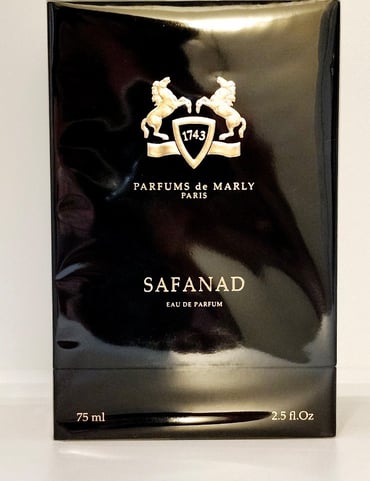 1743
PARFUMS de MARLY
PARIS
SAFANAD
EAU DE PARFUM
75 ml 2.5 fl.Oz